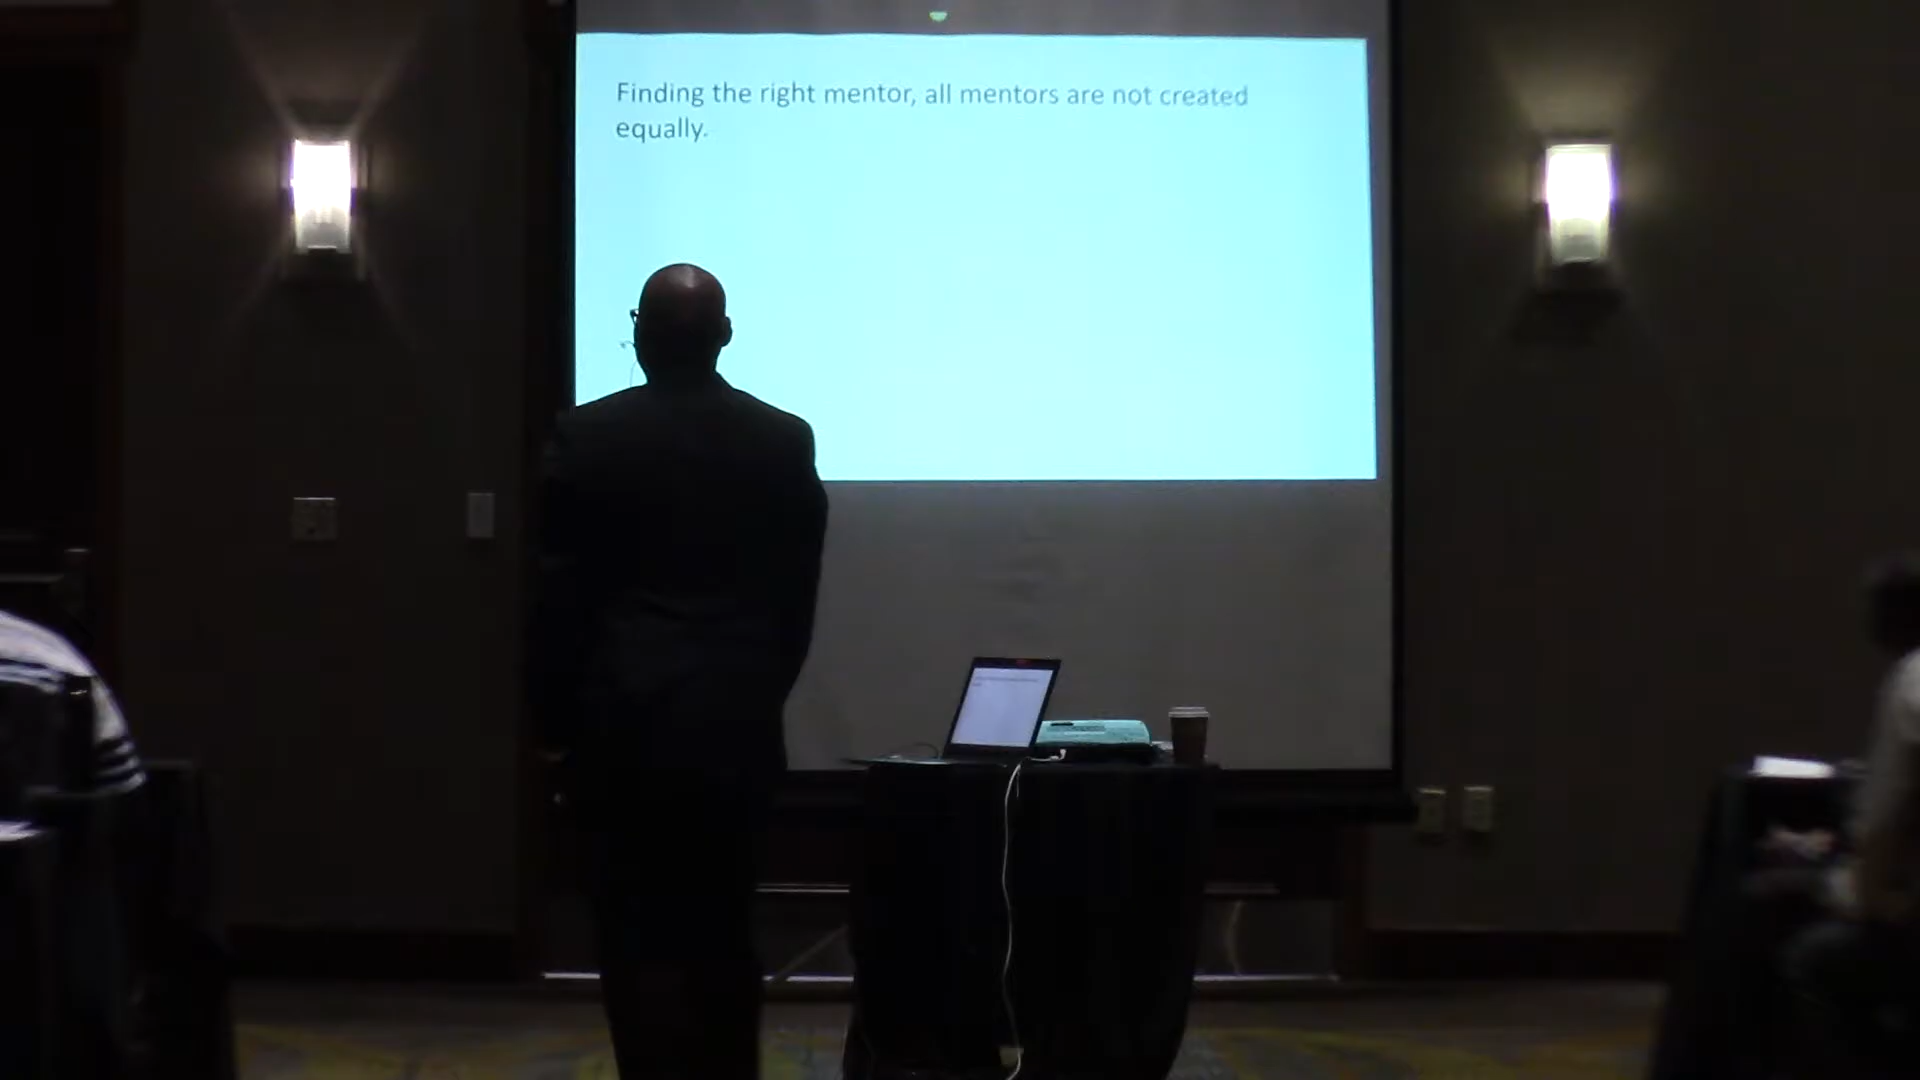 Finding the right mentor, all mentors are not created
equally.